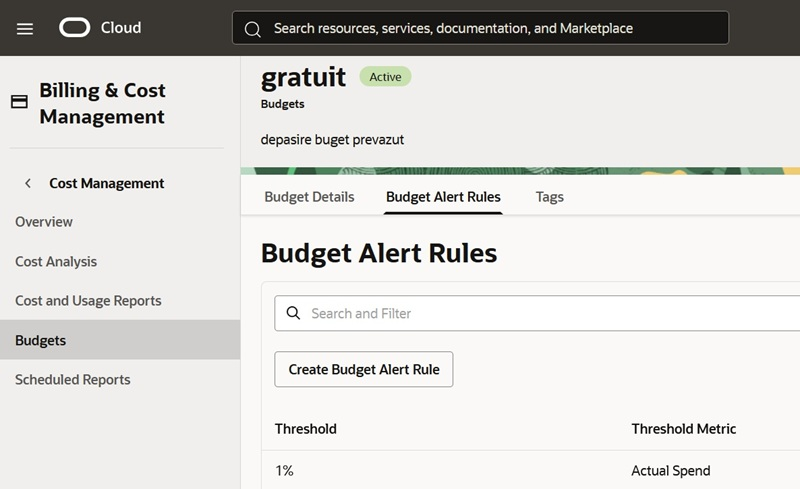 Cloud
Search resources, services, documentation, and Marketplace
Billing & Cost
Management
Cost Management
Overview
Cost Analysis
Cost and Usage Reports
Budgets
Scheduled Reports
gratuit
Active
Budgets
depasire buget prevazut
Budget Details
Budget Alert Rules
Tags
Budget Alert Rules
Search and Filter
Create Budget Alert Rule
Threshold
Threshold Metric
1%
Actual Spend